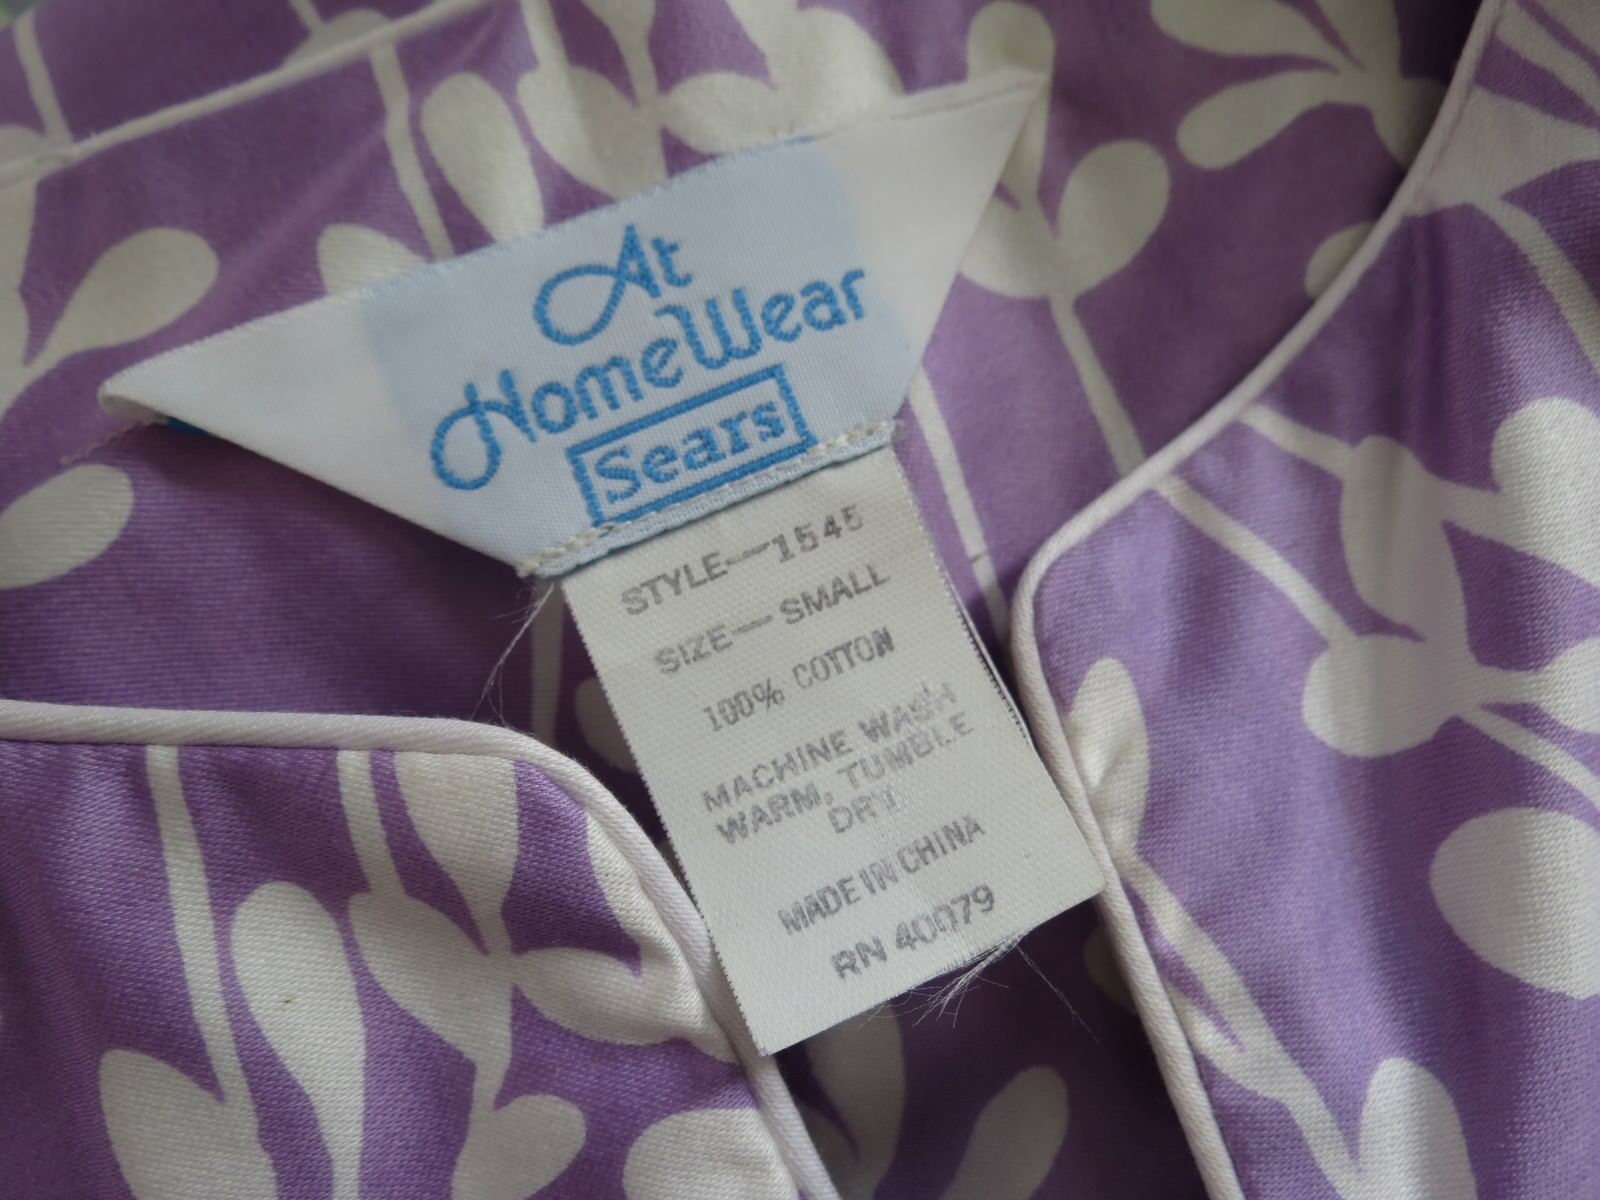 At
HomeWear
Sears
STYLE—1545
SIZE—SMALL
100% COTTON
MACHINE WASH
WARM, TUMBLE
DRY
MADE IN CHINA
RN 40079